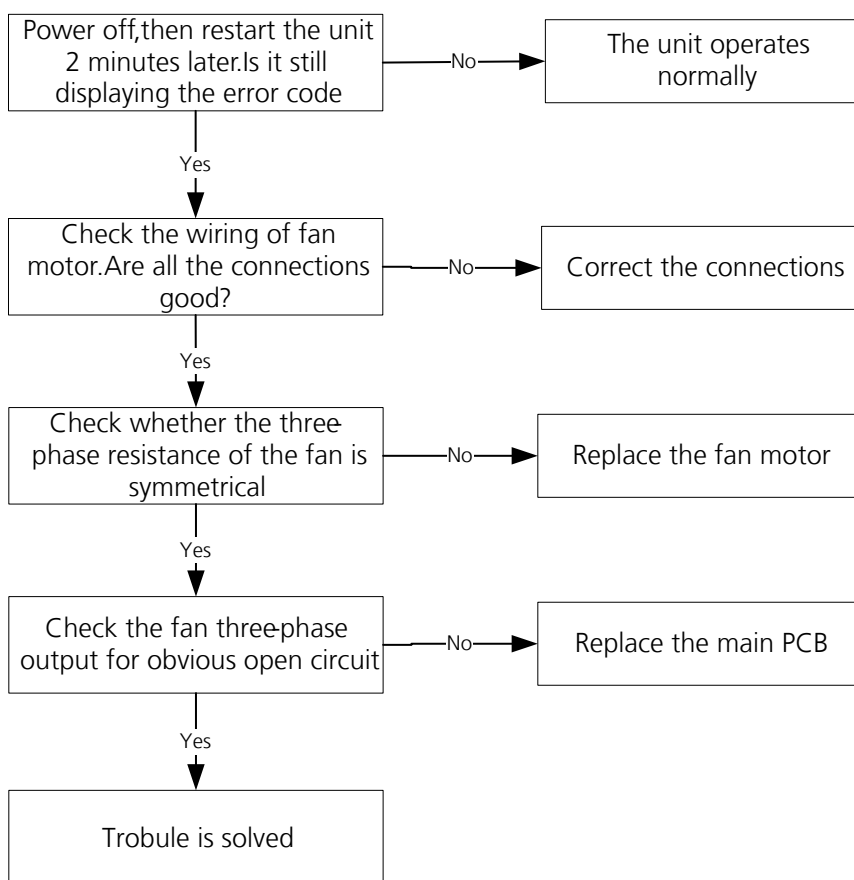 Power off,then restart the unit
2 minutes later.Is it still
displaying the error code
No
The unit operates
normally
Yes
Check the wiring of fan
motor.Are all the connections
good?
No
Correct the connections
Yes
Check whether the three-
phase resistance of the fan is
symmetrical
No
Replace the fan motor
Yes
Check the fan three-phase
output for obvious open circuit
No
Replace the main PCB
Yes
Trobule is solved